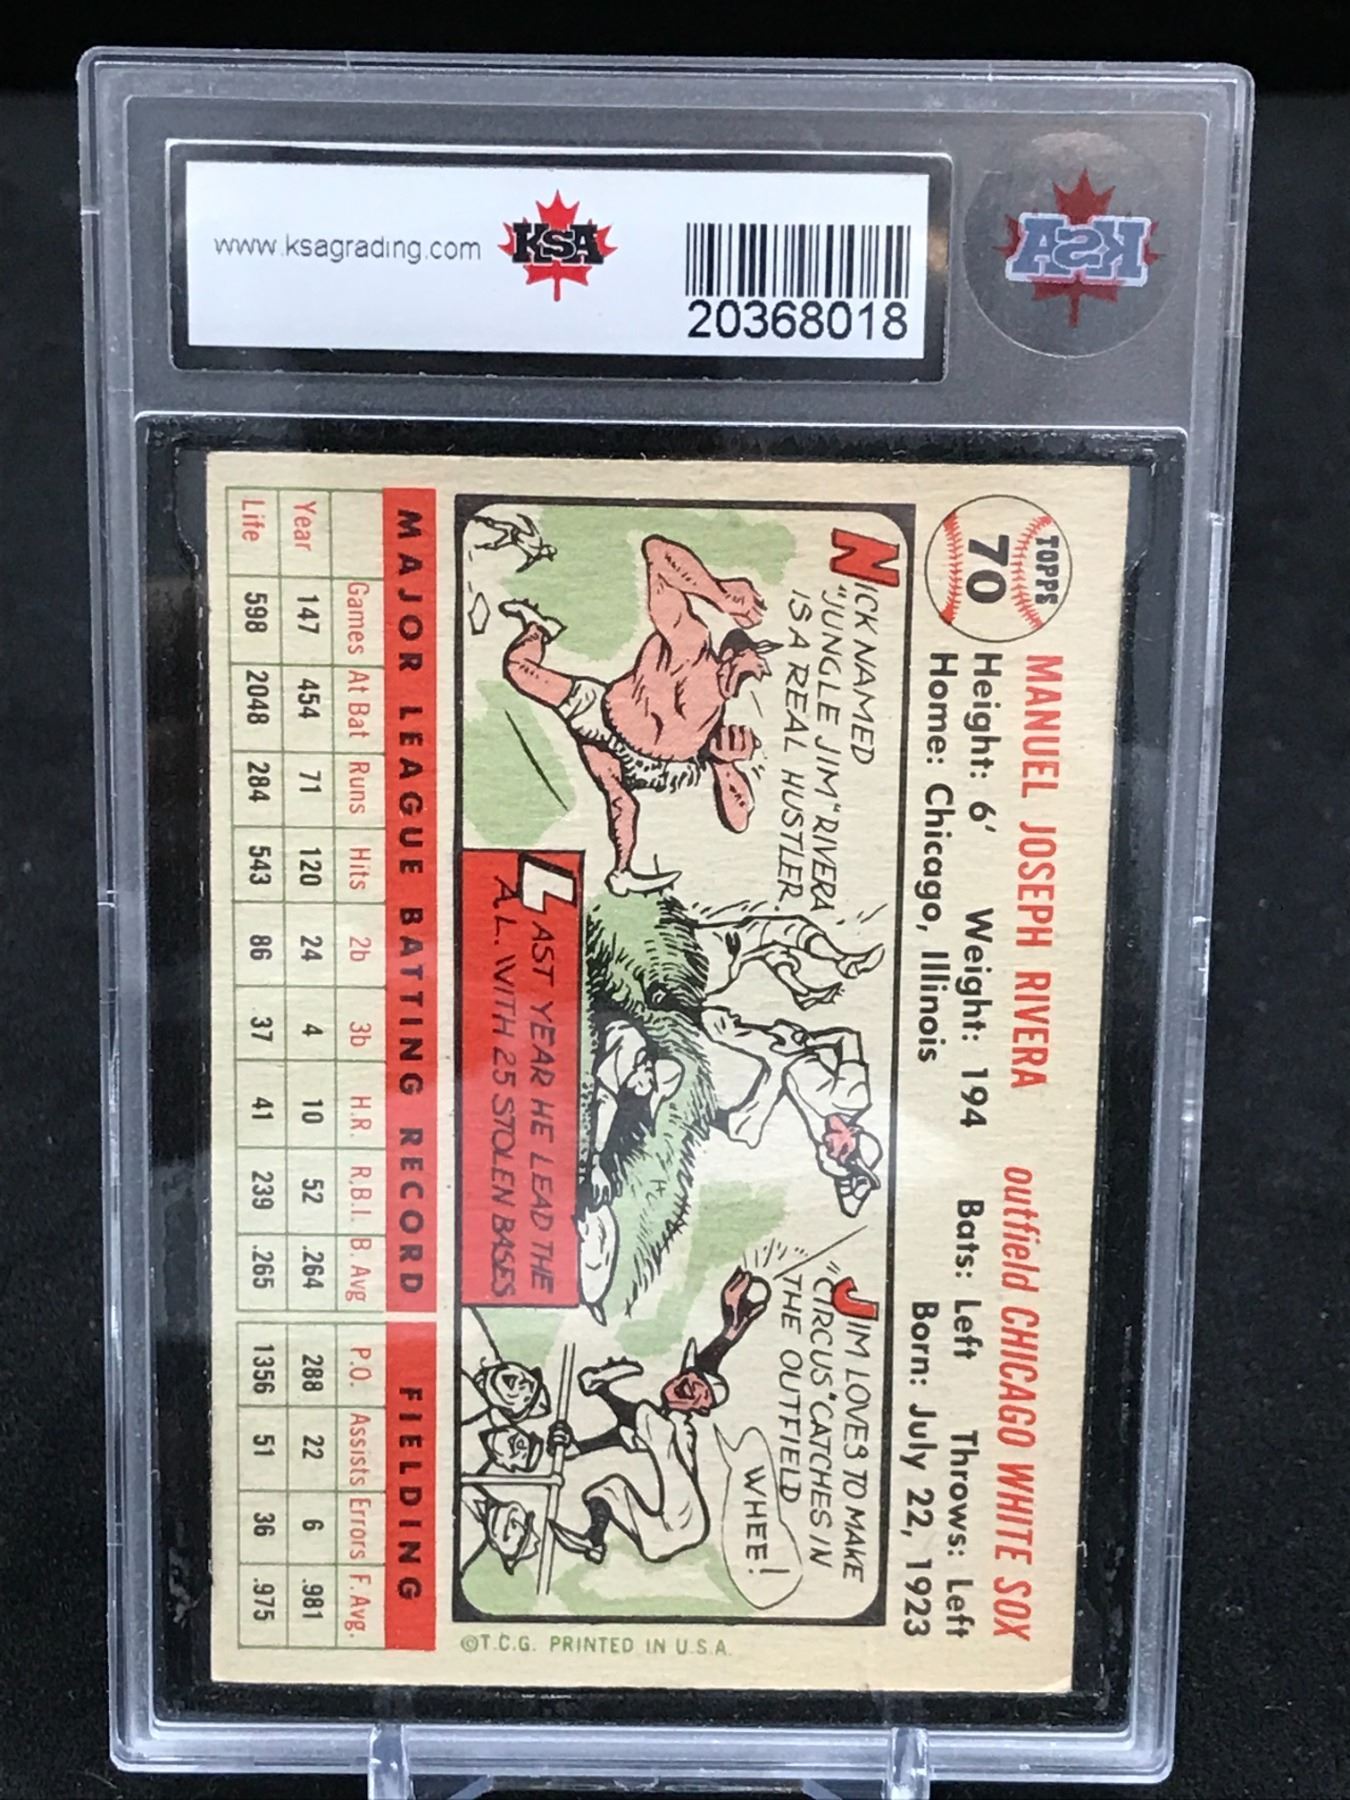 www.ksagrading.com
KSA
20368018
KSA
TOPPS
70
MANUEL JOSEPH RIVERA outfield CHICAGO WHITE SOX
Height: 6' Weight: 194 Bats: Left Throws: Left
Home: Chicago, Illinois Born: July 22, 1923
NICKNAMED
"JUNGLE JIM" RIVERA
IS A REAL HUSTLER.
LAST YEAR HE LEAD THE
A.L. WITH 25 STOLEN BASES
JIM LOVES TO MAKE
"CIRCUS" CATCHES IN
THE OUTFIELD
WHEE!
©T.C.G. PRINTED IN U.S.A.
MAJOR LEAGUE BATTING RECORD FIELDING
Games At Bat Runs Hits 2b 3b H.R. R.B.I. B. Avg P.O. Assists Errors F. Avg.
Year 147 454 71 120 24 4 10 52 .264 288 22 6 .981
Life 598 2048 284 543 86 37 41 239 .265 1356 51 36 .975